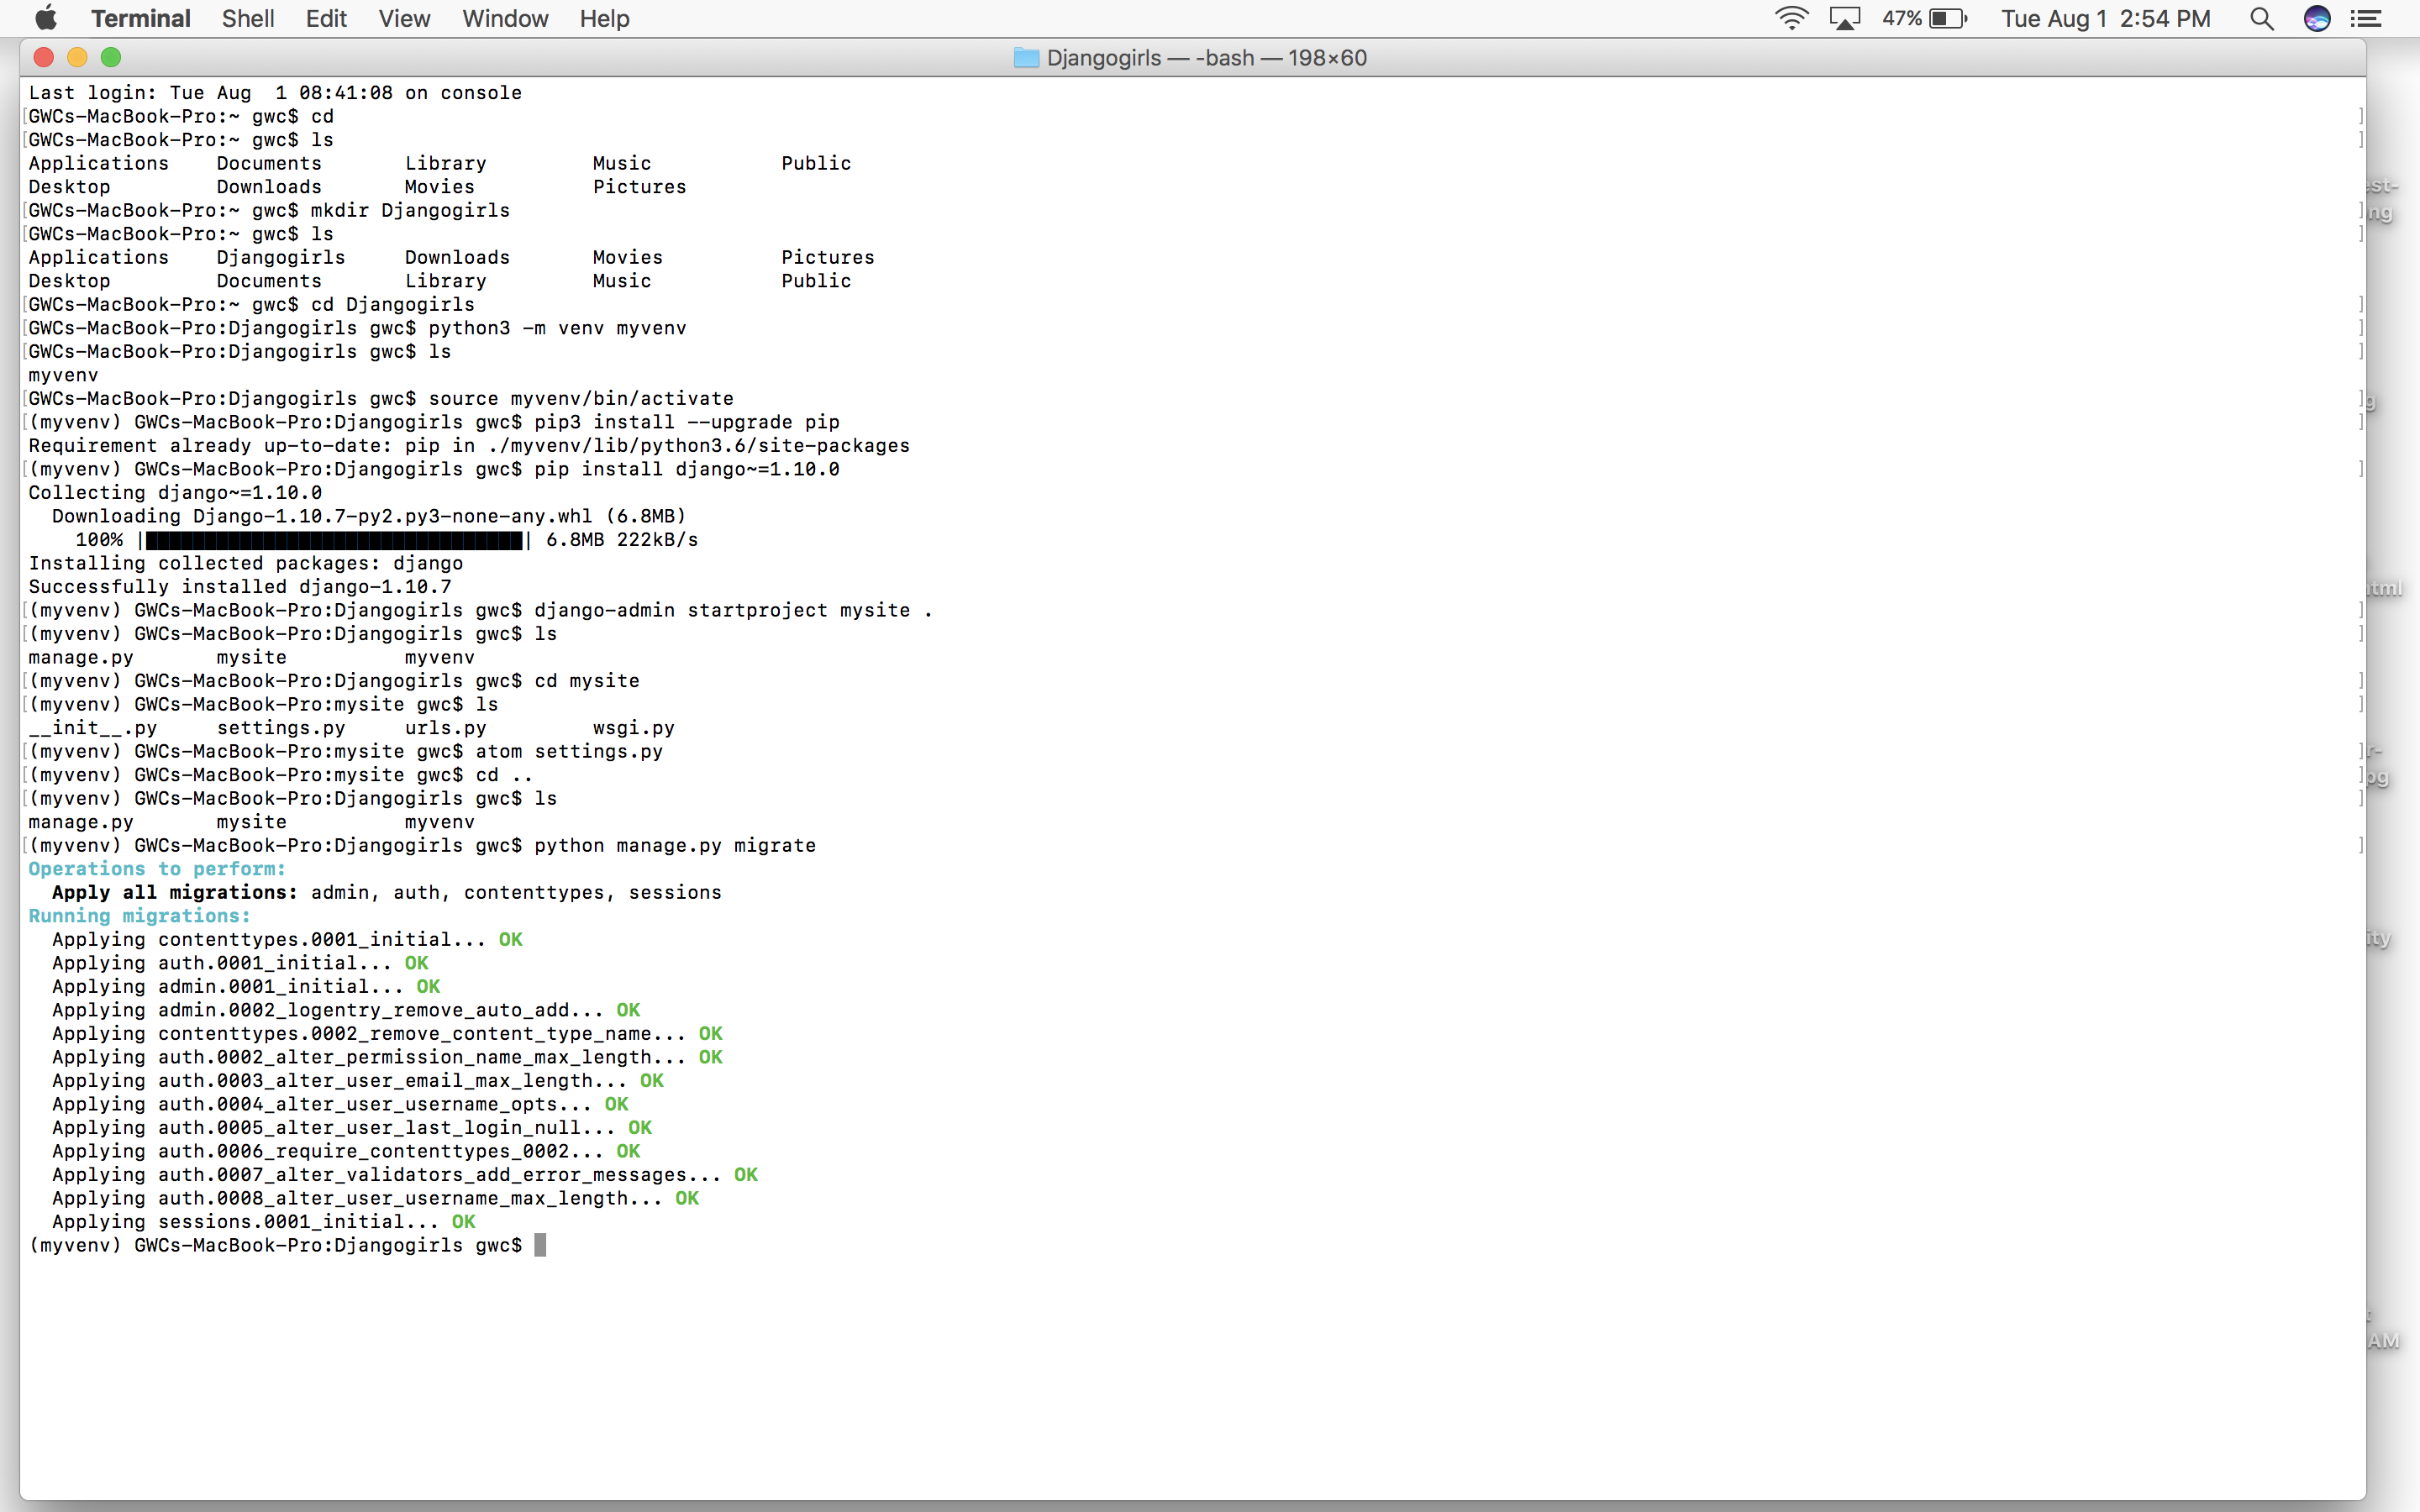 Terminal Shell Edit View Window Help 47% Tue Aug 1 2:54 PM
Djangogirls — -bash — 198×60
Last login: Tue Aug  1 08:41:08 on console
GWCs-MacBook-Pro:~ gwc$ cd
GWCs-MacBook-Pro:~ gwc$ ls
Applications    Documents       Library         Music           Public
Desktop         Downloads       Movies          Pictures
GWCs-MacBook-Pro:~ gwc$ mkdir Djangogirls
GWCs-MacBook-Pro:~ gwc$ ls
Applications    Djangogirls     Downloads       Movies          Pictures
Desktop         Documents       Library         Music           Public
GWCs-MacBook-Pro:~ gwc$ cd Djangogirls
GWCs-MacBook-Pro:Djangogirls gwc$ python3 -m venv myvenv
GWCs-MacBook-Pro:Djangogirls gwc$ ls
myvenv
GWCs-MacBook-Pro:Djangogirls gwc$ source myvenv/bin/activate
(myvenv) GWCs-MacBook-Pro:Djangogirls gwc$ pip3 install --upgrade pip
Requirement already up-to-date: pip in ./myvenv/lib/python3.6/site-packages
(myvenv) GWCs-MacBook-Pro:Djangogirls gwc$ pip install django~=1.10.0
Collecting django~=1.10.0
  Downloading Django-1.10.7-py2.py3-none-any.whl (6.8MB)
    100% |████████████████████████████████| 6.8MB 222kB/s
Installing collected packages: django
Successfully installed django-1.10.7
(myvenv) GWCs-MacBook-Pro:Djangogirls gwc$ django-admin startproject mysite .
(myvenv) GWCs-MacBook-Pro:Djangogirls gwc$ ls
manage.py       mysite          myvenv
(myvenv) GWCs-MacBook-Pro:Djangogirls gwc$ cd mysite
(myvenv) GWCs-MacBook-Pro:mysite gwc$ ls
__init__.py     settings.py     urls.py         wsgi.py
(myvenv) GWCs-MacBook-Pro:mysite gwc$ atom settings.py
(myvenv) GWCs-MacBook-Pro:mysite gwc$ cd ..
(myvenv) GWCs-MacBook-Pro:Djangogirls gwc$ ls
manage.py       mysite          myvenv
(myvenv) GWCs-MacBook-Pro:Djangogirls gwc$ python manage.py migrate
Operations to perform:
  Apply all migrations: admin, auth, contenttypes, sessions
Running migrations:
  Applying contenttypes.0001_initial... OK
  Applying auth.0001_initial... OK
  Applying admin.0001_initial... OK
  Applying admin.0002_logentry_remove_auto_add... OK
  Applying contenttypes.0002_remove_content_type_name... OK
  Applying auth.0002_alter_permission_name_max_length... OK
  Applying auth.0003_alter_user_email_max_length... OK
  Applying auth.0004_alter_user_username_opts... OK
  Applying auth.0005_alter_user_last_login_null... OK
  Applying auth.0006_require_contenttypes_0002... OK
  Applying auth.0007_alter_validators_add_error_messages... OK
  Applying auth.0008_alter_user_username_max_length... OK
  Applying sessions.0001_initial... OK
(myvenv) GWCs-MacBook-Pro:Djangogirls gwc$
AM